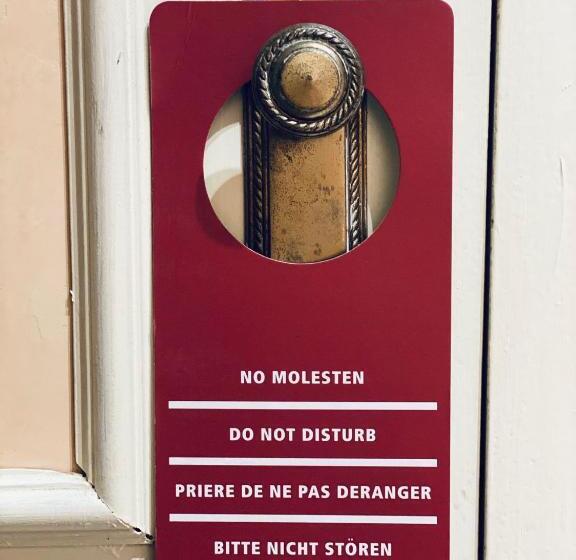 NO MOLESTEN
DO NOT DISTURB
PRIERE DE NE PAS DERANGER
BITTE NICHT STÖREN